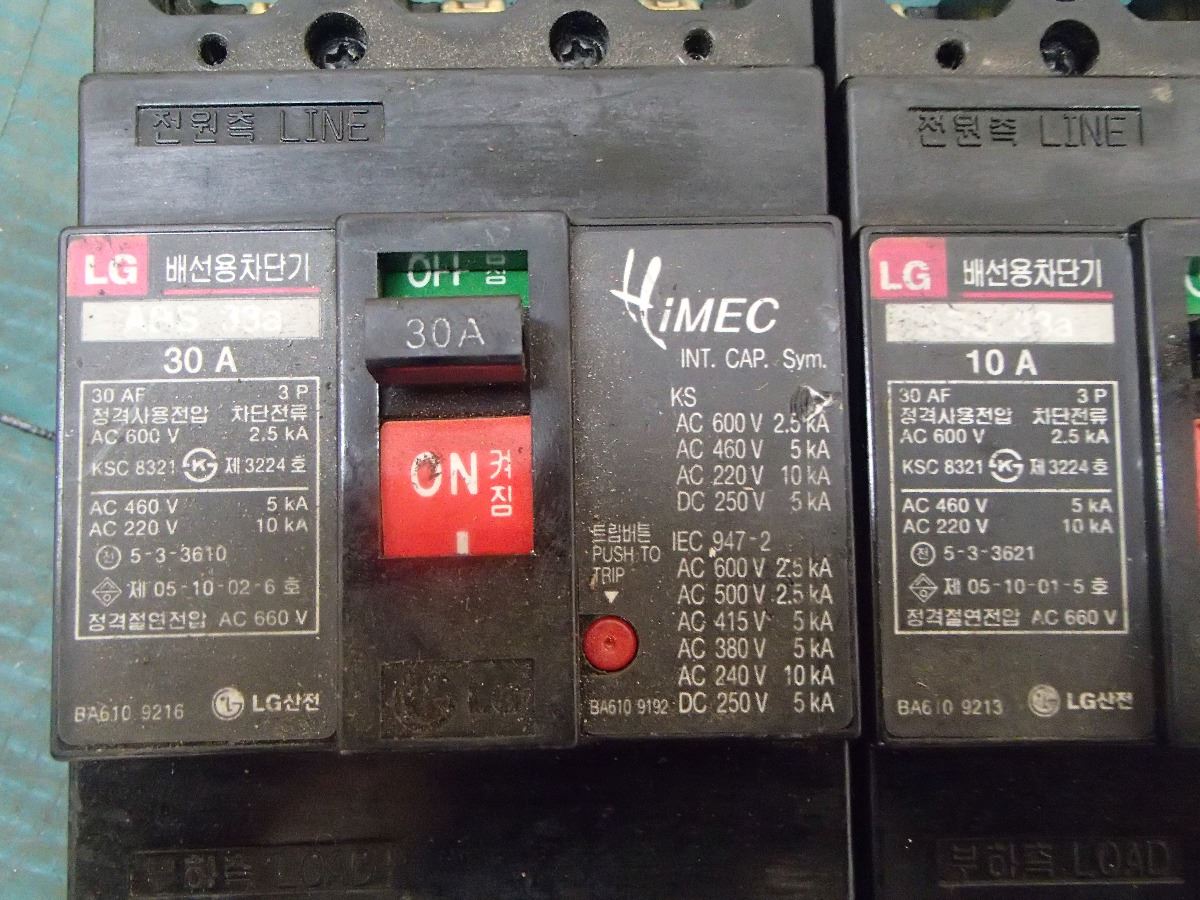 전원측 LINE
LG 배선용차단기
ABS 33a
30 A
30 AF 3 P
정격사용전압 차단전류
AC 600 V 2.5 kA
KSC 8321 제 3224 호
AC 460 V 5 kA
AC 220 V 10 kA
전 5-3-3610
제 05-10-02-6 호
정격절연전압 AC 660 V
BA610 9216 LG산전
OFF
30A
ON 켜짐
HiMEC
INT. CAP. Sym.
KS
AC 600 V 2.5 kA
AC 460 V 5 kA
AC 220 V 10 kA
DC 250 V 5 kA
트립버튼
PUSH TO
TRIP
IEC 947-2
AC 600 V 2.5 kA
AC 500 V 2.5 kA
AC 415 V 5 kA
AC 380 V 5 kA
AC 240 V 10 kA
DC 250 V 5 kA
BA610 9192
부하측 LOAD
전원측 LINE
LG 배선용차단기
33a
10 A
30 AF 3 P
정격사용전압 차단전류
AC 600 V 2.5 kA
KSC 8321 제 3224 호
AC 460 V 5 kA
AC 220 V 10 kA
전 5-3-3621
제 05-10-01-5 호
정격절연전압 AC 660 V
BA610 9213 LG산전
부하측 LOAD